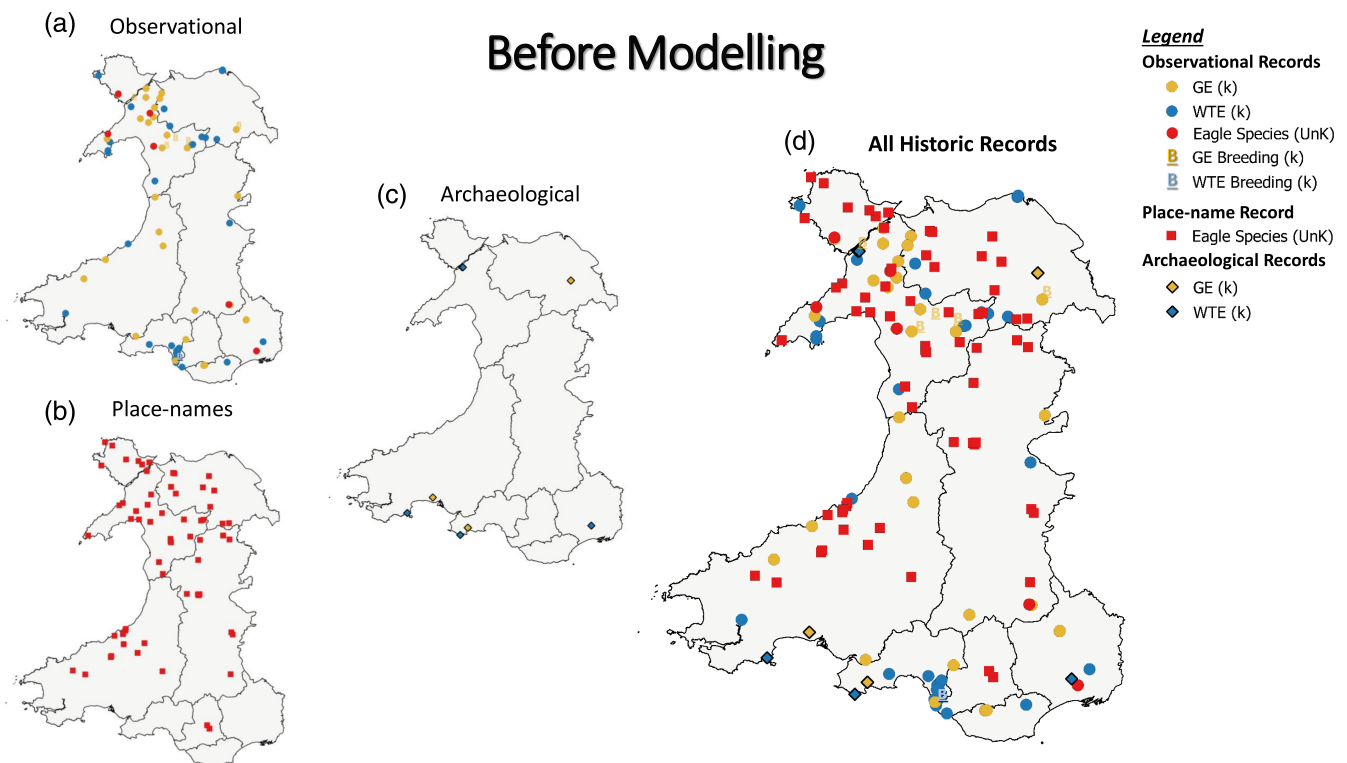 Before Modelling
(a)
Observational
B
B
B
B
(b)
Place-names
(c)
Archaeological
(d)
All Historic Records
B
B
B
B
B
B
Legend
Observational Records
GE (k)
WTE (k)
Eagle Species (UnK)
B GE Breeding (k)
B WTE Breeding (k)
Place-name Record
Eagle Species (UnK)
Archaeological Records
GE (k)
WTE (k)